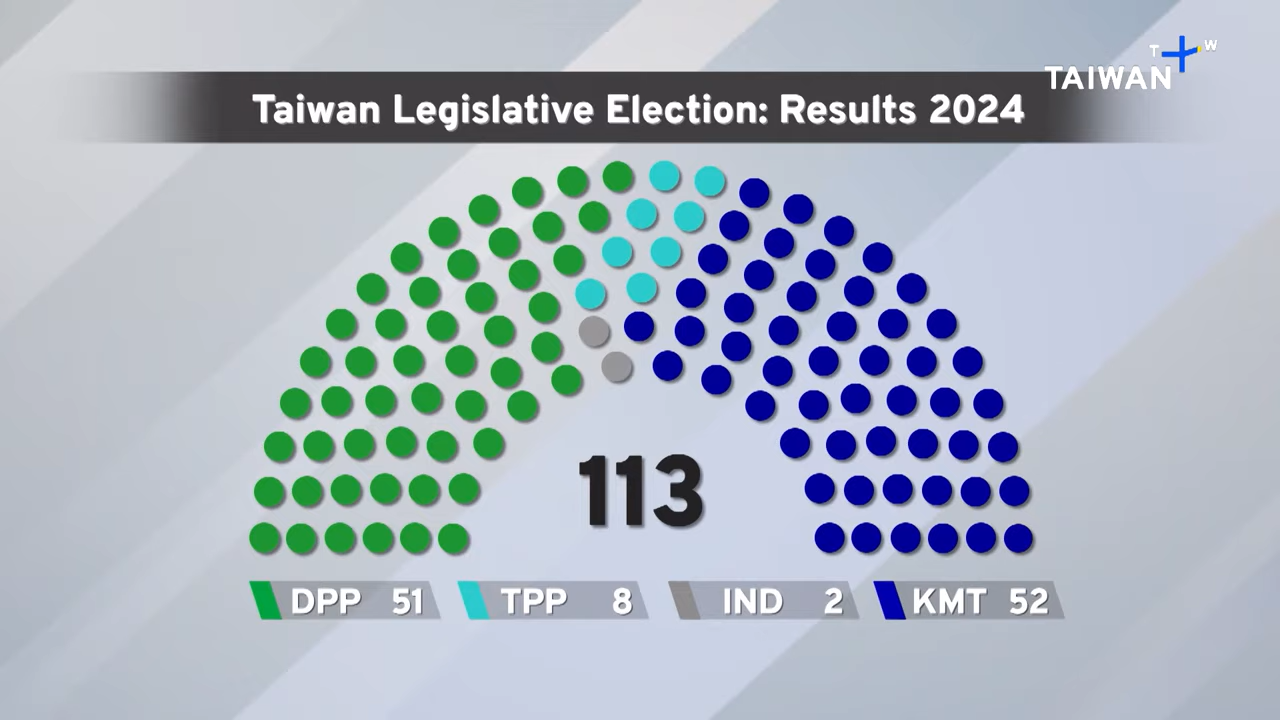 T W
TAIWAN
Taiwan Legislative Election: Results 2024
113
DPP 51 TPP 8 IND 2 KMT 52